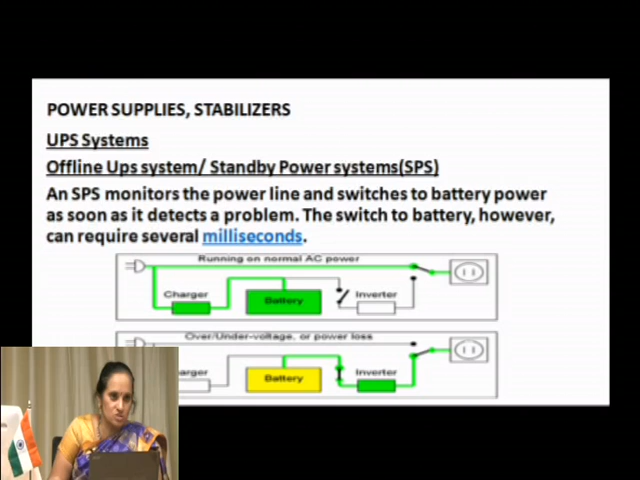 POWER SUPPLIES, STABILIZERS
UPS Systems
Offline Ups system/ Standby Power systems(SPS)
An SPS monitors the power line and switches to battery power
as soon as it detects a problem. The switch to battery, however,
can require several milliseconds.
Running on normal AC power
Charger
Battery
Inverter
Over/Under-voltage, or power loss
arger
Battery
Inverter